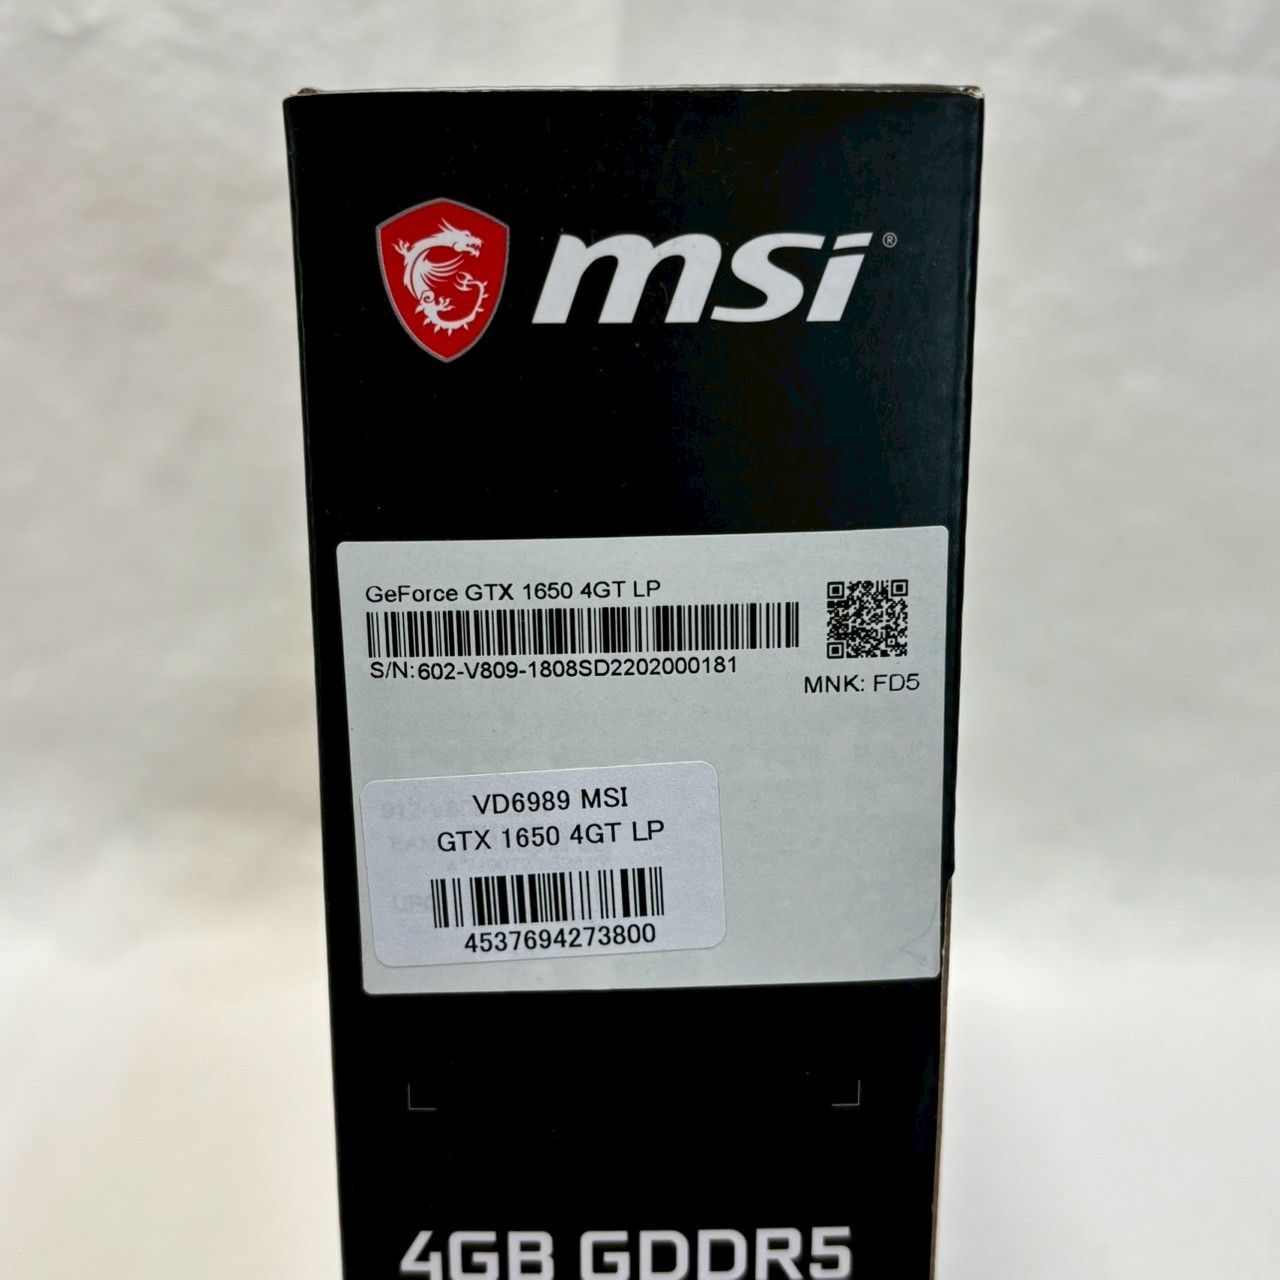 msi®
GeForce GTX 1650 4GT LP
S/N:602-V809-1808SD2202000181
MNK: FD5
VD6989 MSI
GTX 1650 4GT LP
4537694273800
4GB GDDR5